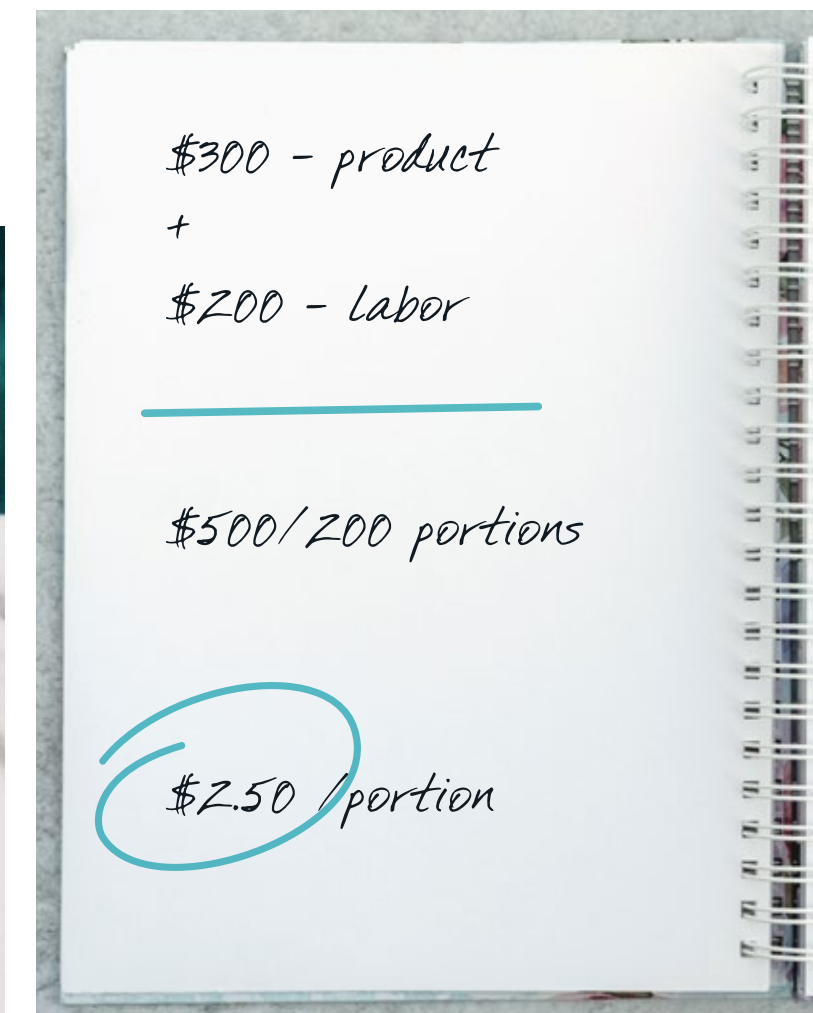 $300 - product
+
$200 - labor
$500/200 portions
$2.50 /portion